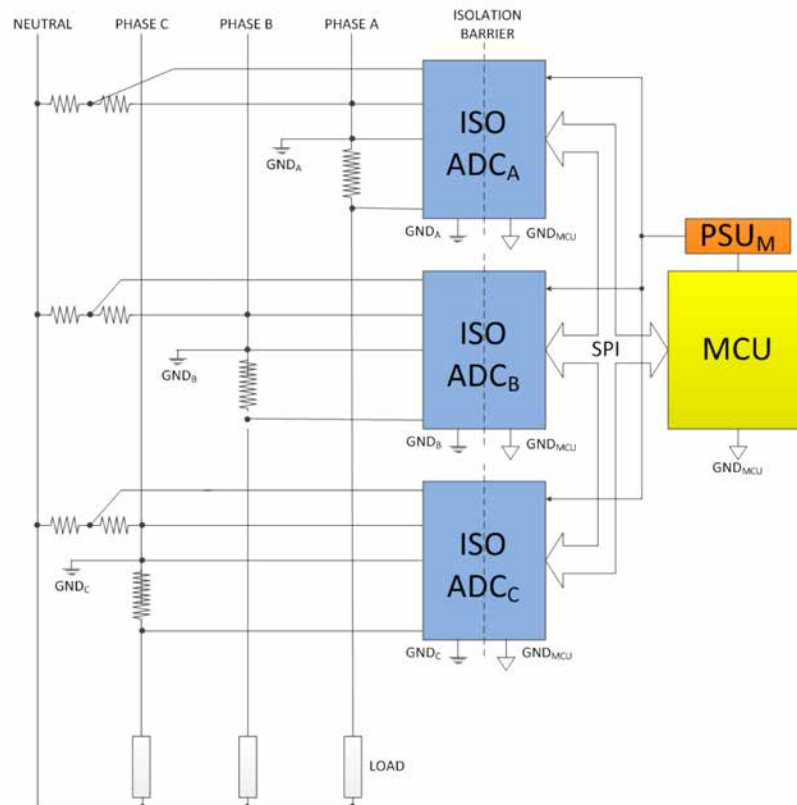 NEUTRAL PHASE C PHASE B PHASE A
ISOLATION
BARRIER
ISO
ADCA
GNDA
GNDA
GNDMCU
PSUM
ISO
ADCB
GNDB
GNDB
GNDMCU
SPI
MCU
GNDMCU
ISO
ADCC
GNDC
GNDC
GNDMCU
LOAD